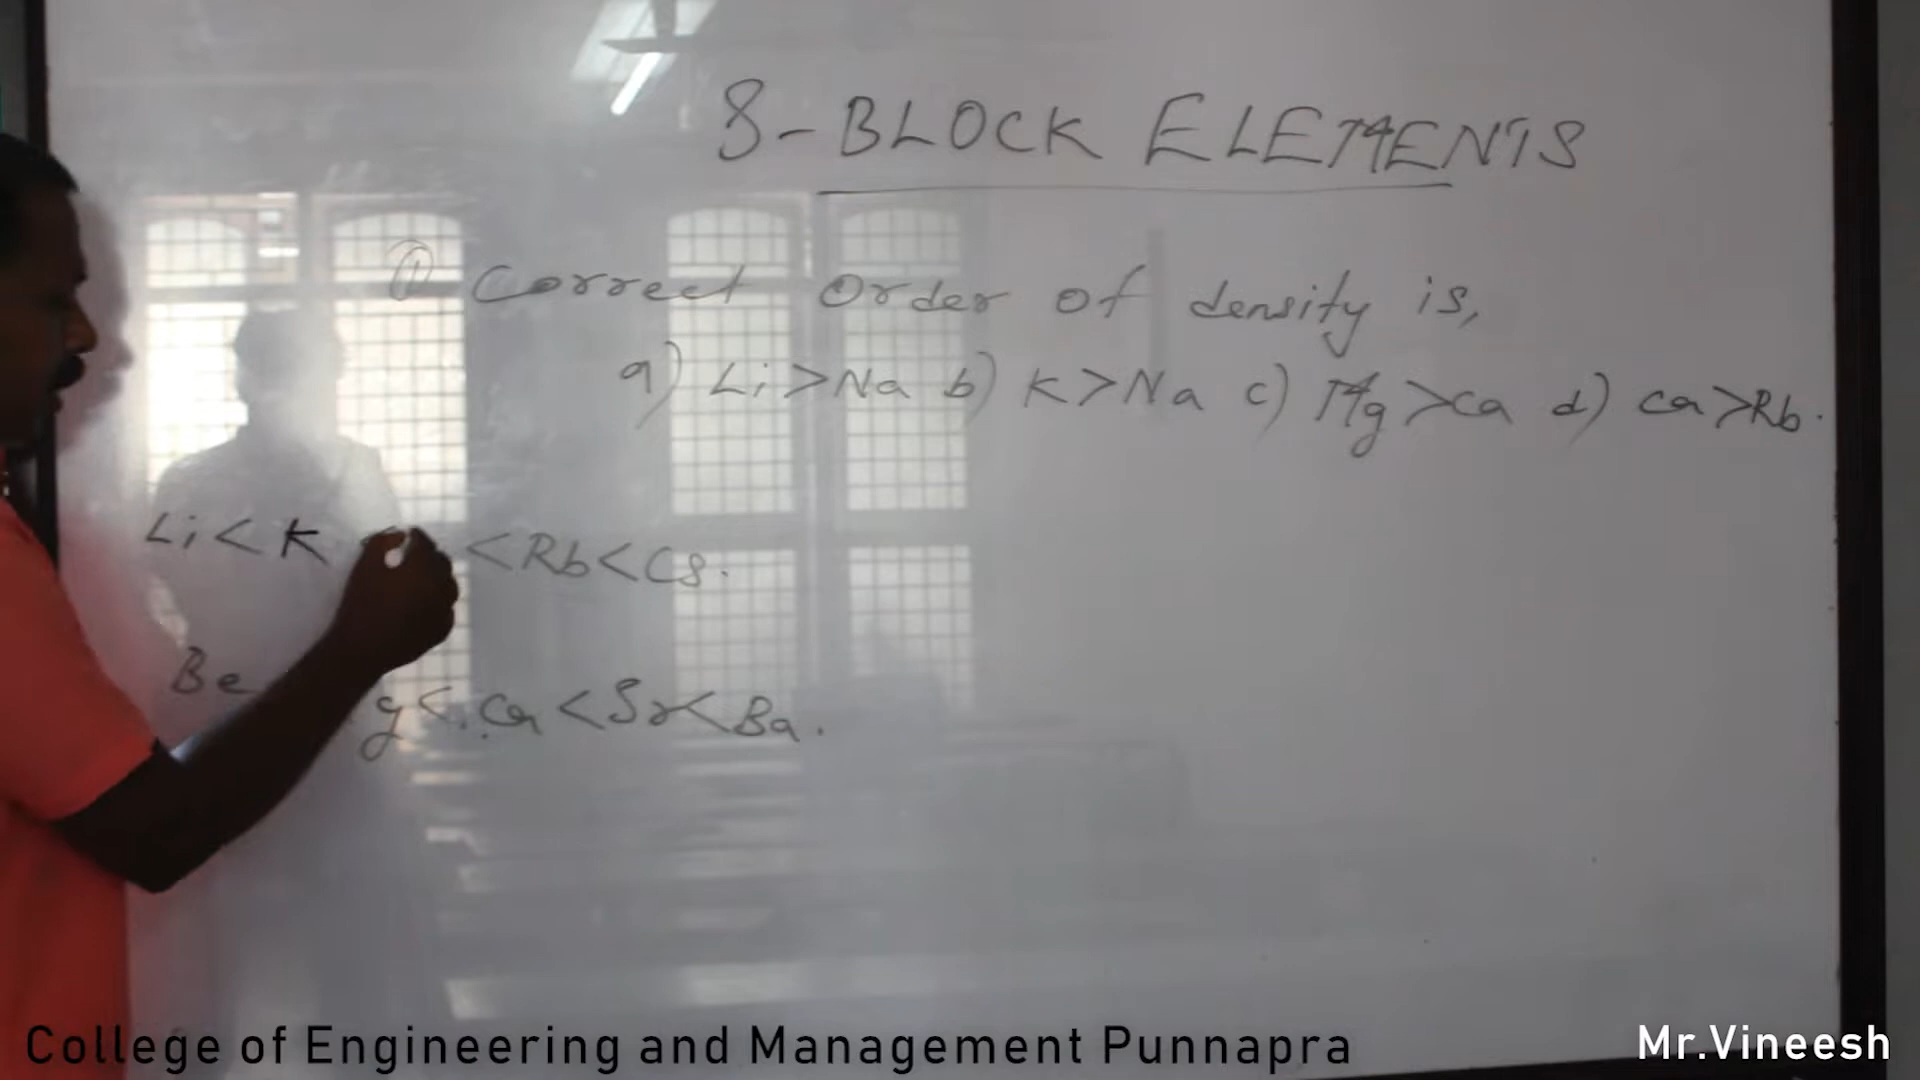 S-BLOCK ELEMENTS
① Correct Order of density is,
a) Li>Na b) K>Na c) Mg>Ca d) Ca>Rb.
Li<K <Rb<Cs.
Be g<Ca<Sr<Ba.
College of Engineering and Management Punnapra
Mr.Vineesh